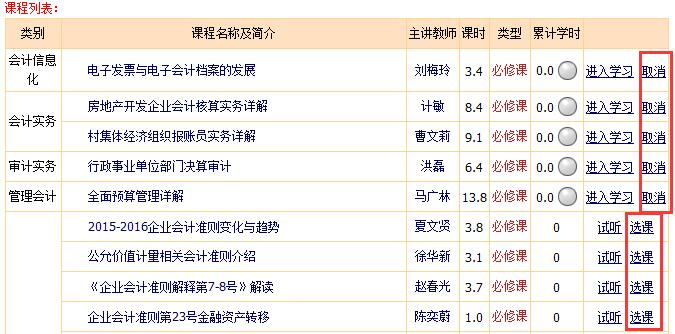 课程列表：
类别 课程名称及简介 主讲教师 课时 类型 累计学时
会计信息化 电子发票与电子会计档案的发展 刘梅玲 3.4 必修课 0.0 进入学习 取消
会计实务 房地产开发企业会计核算实务详解 计敏 8.4 必修课 0.0 进入学习 取消
村集体经济组织报账员实务详解 曹文莉 9.1 必修课 0.0 进入学习 取消
审计实务 行政事业单位部门决算审计 洪磊 6.4 必修课 0.0 进入学习 取消
管理会计 全面预算管理详解 马广林 13.8 必修课 0.0 进入学习 取消
2015-2016企业会计准则变化与趋势 夏文贤 3.8 必修课 0 试听 选课
公允价值计量相关会计准则介绍 徐华新 3.1 必修课 0 试听 选课
《企业会计准则解释第7-8号》解读 赵春光 3.7 必修课 0 试听 选课
企业会计准则第23号金融资产转移 陈奕蔚 1.0 必修课 0 试听 选课